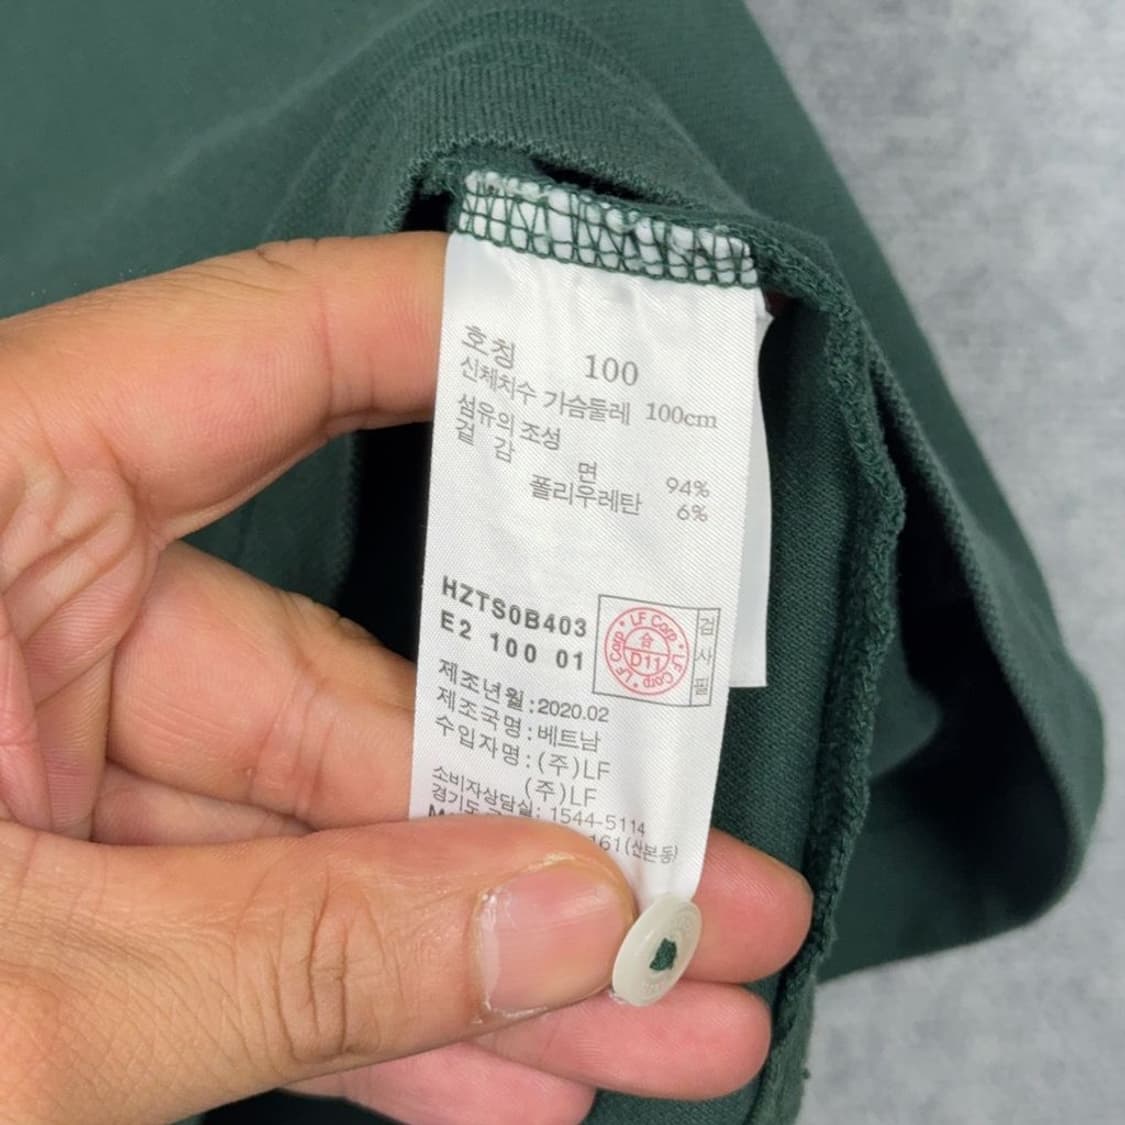 호칭 100
신체치수 가슴둘레 100cm
섬유의 조성
겉 감
면 94%
폴리우레탄 6%
HZTS0B403
E2 100 01
LF Corp • LF Corp • LF Corp •
合
D11
검사필
제조년월:2020.02
제조국명:베트남
수입자명:(주)LF
(주)LF
소비자상담실: 1544-5114
경기도
161(산본동)